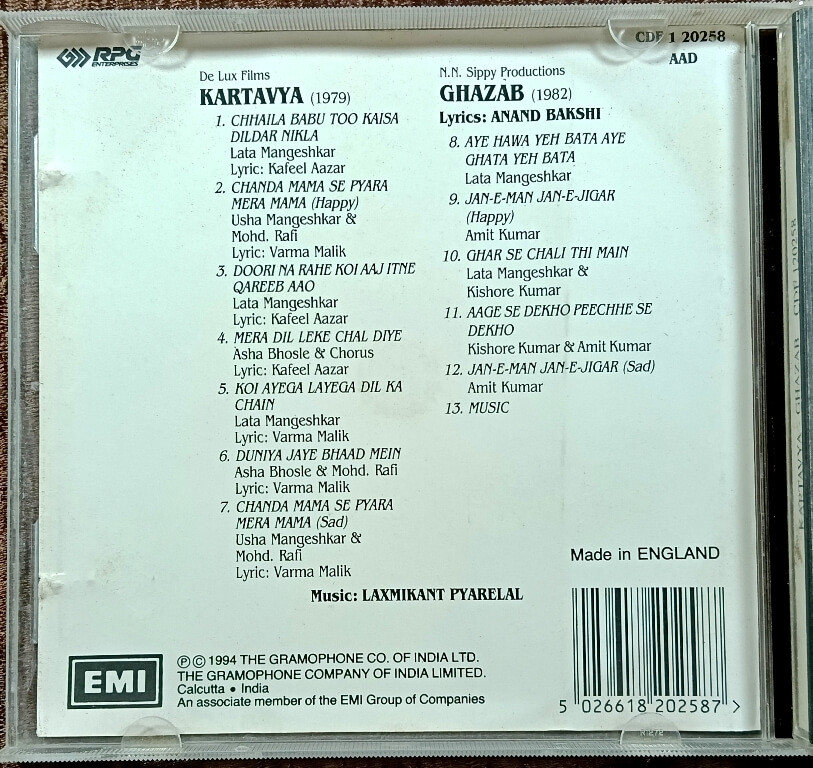 RPG
ENTERPRISES
CDF 1 20258
AAD
De Lux Films
KARTAVYA (1979)
1. CHHAILA BABU TOO KAISA
DILDAR NIKLA
Lata Mangeshkar
Lyric: Kafeel Aazar
2. CHANDA MAMA SE PYARA
MERA MAMA (Happy)
Usha Mangeshkar &
Mohd. Rafi
Lyric: Varma Malik
3. DOORI NA RAHE KOI AAJ ITNE
QAREEB AAO
Lata Mangeshkar
Lyric: Kafeel Aazar
4. MERA DIL LEKE CHAL DIYE
Asha Bhosle & Chorus
Lyric: Kafeel Aazar
5. KOI AYEGA LAYEGA DIL KA
CHAIN
Lata Mangeshkar
Lyric: Varma Malik
6. DUNIYA JAYE BHAAD MEIN
Asha Bhosle & Mohd. Rafi
Lyric: Varma Malik
7. CHANDA MAMA SE PYARA
MERA MAMA (Sad)
Usha Mangeshkar &
Mohd. Rafi
Lyric: Varma Malik
N.N. Sippy Productions
GHAZAB (1982)
Lyrics: ANAND BAKSHI
8. AYE HAWA YEH BATA AYE
GHATA YEH BATA
Lata Mangeshkar
9. JAN-E-MAN JAN-E-JIGAR
(Happy)
Amit Kumar
10. GHAR SE CHALI THI MAIN
Lata Mangeshkar &
Kishore Kumar
11. AAGE SE DEKHO PEECHHE SE
DEKHO
Kishore Kumar & Amit Kumar
12. JAN-E-MAN JAN-E-JIGAR (Sad)
Amit Kumar
13. MUSIC
Music: LAXMIKANT PYARELAL
Made in ENGLAND
EMI
Ⓟ © 1994 THE GRAMOPHONE CO. OF INDIA LTD.
THE GRAMOPHONE COMPANY OF INDIA LIMITED.
Calcutta • India
An associate member of the EMI Group of Companies
5 026618 202587 >
KARTAVYA GHAZAB CDF 120258